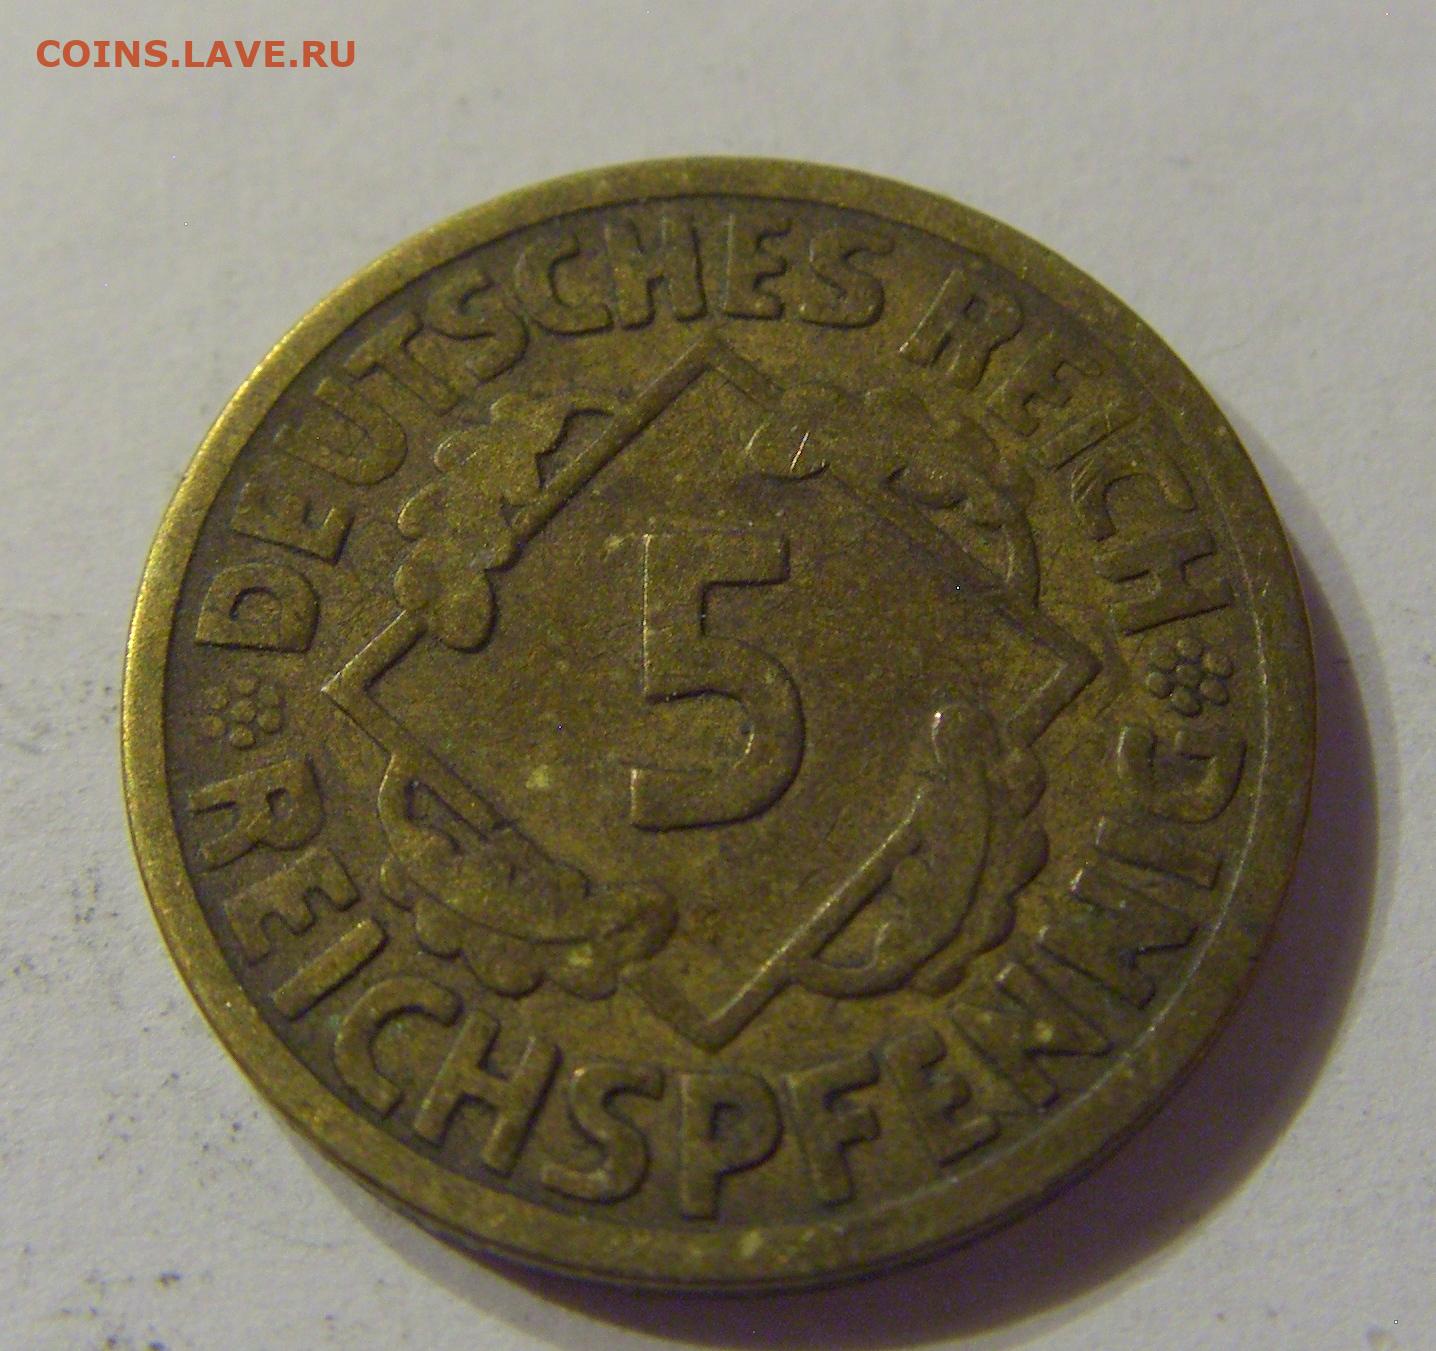 COINS.LAVE.RU
DEUTSCHES REICH
5
REICHSPFENNIG